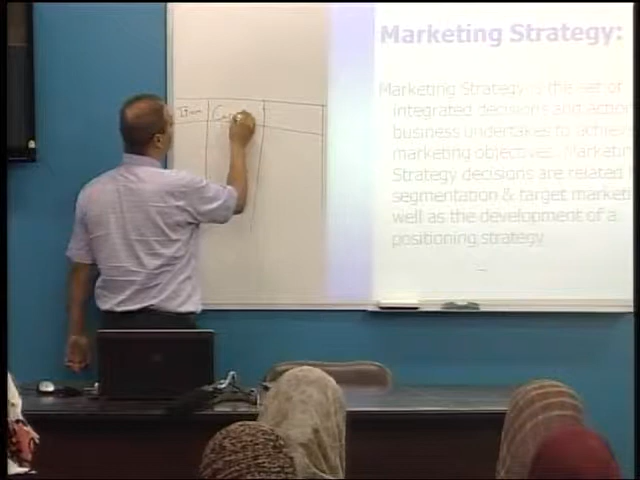 Marketing Strategy:
Marketing Strategy is the set of
integrated decisions and action
business undertakes to achiev
marketing objectives. Marketin
Strategy decisions are related
segmentation & target marketi
well as the development of a
positioning strategy